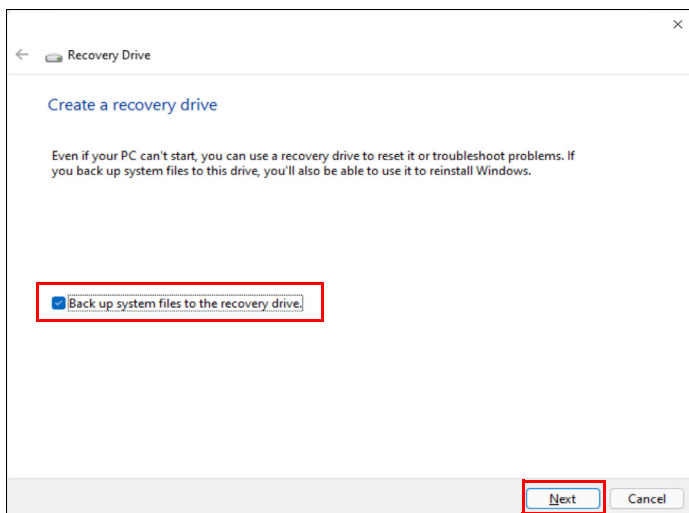 Recovery Drive
Create a recovery drive
Even if your PC can't start, you can use a recovery drive to reset it or troubleshoot problems. If
you back up system files to this drive, you'll also be able to use it to reinstall Windows.
Back up system files to the recovery drive.
Next
Cancel